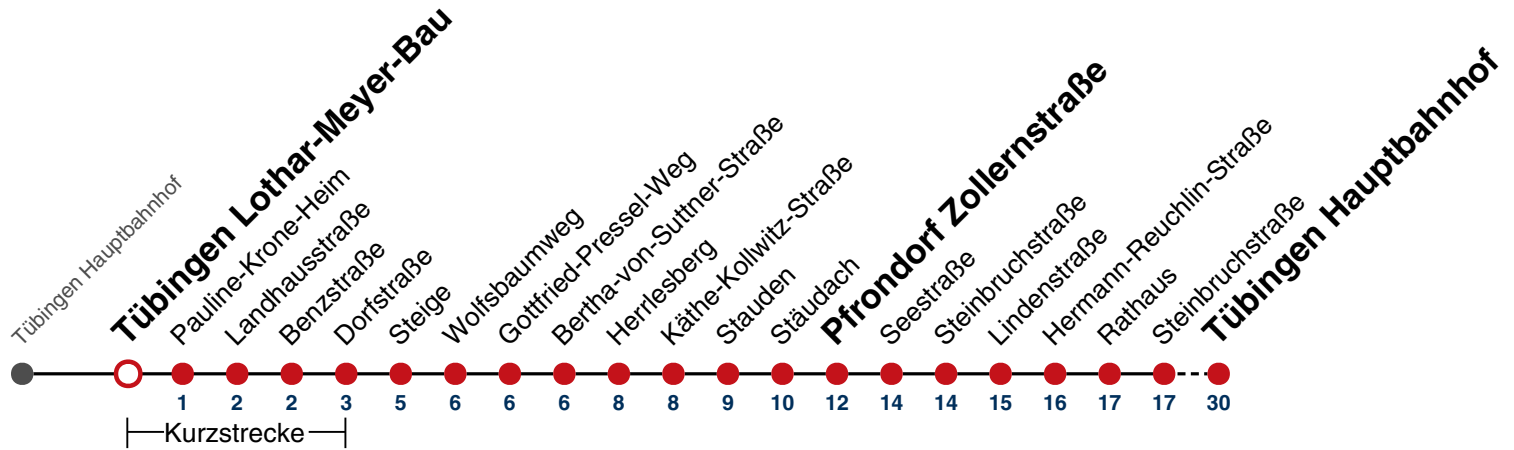 Tübingen Hauptbahnhof
Tübingen Lothar-Meyer-Bau
Pauline-Krone-Heim
Landhausstraße
Benzstraße
Dorfstraße
Steige
Wolfsbaumweg
Gottfried-Pressel-Weg
Bertha-von-Suttner-Straße
Herrlesberg
Käthe-Kollwitz-Straße
Stauden
Stäudach
Pfrondorf Zollernstraße
Seestraße
Steinbruchstraße
Lindenstraße
Hermann-Reuchlin-Straße
Rathaus
Steinbruchstraße
Tübingen Hauptbahnhof
1 2 2 3 5 6 6 6 8 8 9 10 12 14 14 15 16 17 17 30
Kurzstrecke